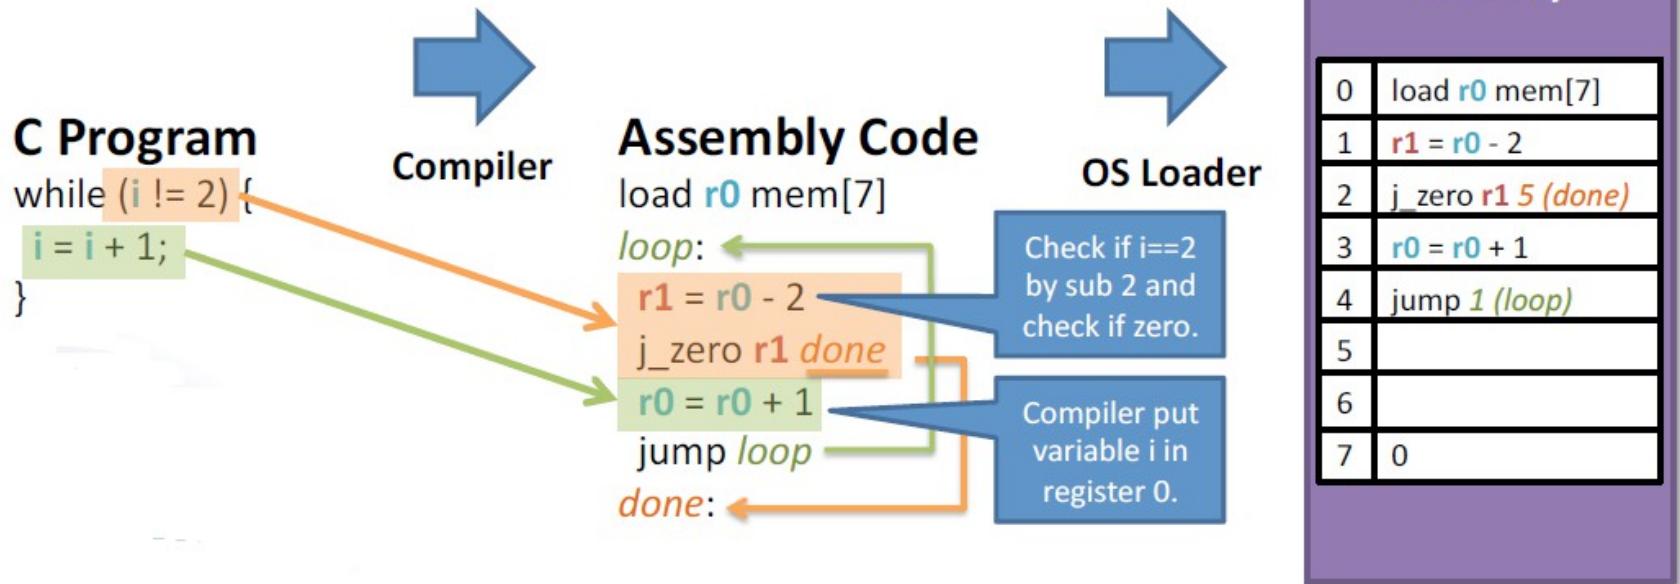 C Program
while (i != 2) {
i = i + 1;
}
Compiler
Assembly Code
load r0 mem[7]
loop:
r1 = r0 - 2
j_zero r1 done
r0 = r0 + 1
jump loop
done:
Check if i==2
by sub 2 and
check if zero.
Compiler put
variable i in
register 0.
OS Loader
0 load r0 mem[7]
1 r1 = r0 - 2
2 j_zero r1 5 (done)
3 r0 = r0 + 1
4 jump 1 (loop)
5
6
7 0